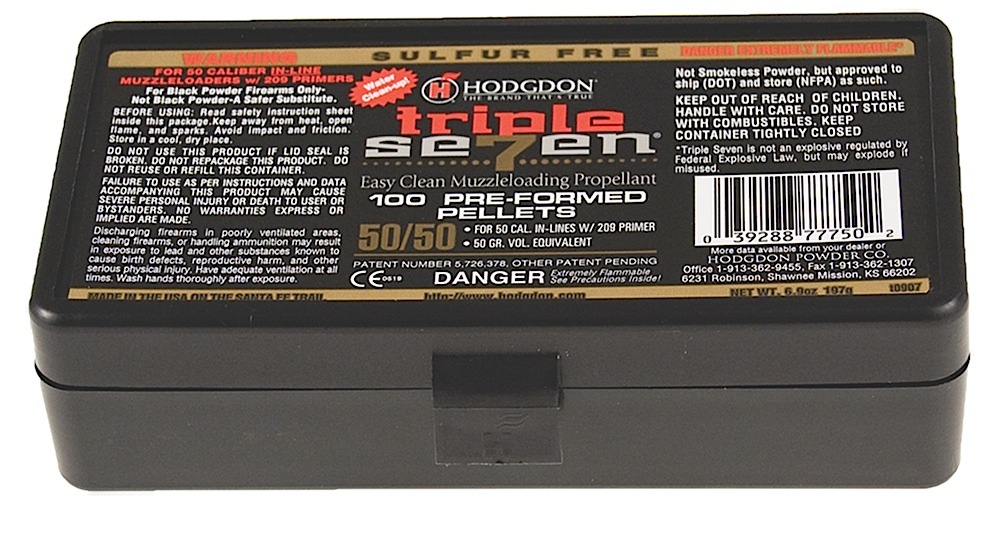 WARNING
FOR 50 CALIBER IN-LINE
MUZZLELOADERS w/ 209 PRIMERS
For Black Powder Firearms Only-
Not Black Powder-A Safer Substitute.
BEFORE USING: Read safety instruction sheet
inside this package.Keep away from heat, open
flame, and sparks. Avoid impact and friction.
Store in a cool, dry place.
DO NOT USE THIS PRODUCT IF LID SEAL IS
BROKEN. DO NOT REPACKAGE THIS PRODUCT. DO
NOT REUSE OR REFILL THIS CONTAINER.
FAILURE TO USE AS PER INSTRUCTIONS AND DATA
ACCOMPANYING THIS PRODUCT MAY CAUSE
SEVERE PERSONAL INJURY OR DEATH TO USER OR
BYSTANDERS. NO WARRANTIES EXPRESS OR
IMPLIED ARE MADE.
Discharging firearms in poorly ventilated areas,
cleaning firearms, or handling ammunition may result
in exposure to lead and other substances known to
cause birth defects, reproductive harm, and other
serious physical injury. Have adequate ventilation at all
times. Wash hands thoroughly after exposure.
MADE IN THE USA ON THE SANTA FE TRAIL
SULFUR FREE
Water
Clean-up!
H HODGDON®
THE BRAND THAT'S TRUE
triple
se7en®
Easy Clean Muzzleloading Propellant
100 PRE-FORMED
PELLETS
50/50
• FOR 50 CAL. IN-LINES W/ 209 PRIMER
• 50 GR. VOL. EQUIVALENT
PATENT NUMBER 5,726,378, OTHER PATENT PENDING
CE0519 DANGER Extremely Flammable
See Precautions Inside!
http://www.hodgdon.com
DANGER EXTREMELY FLAMMABLE*
Not Smokeless Powder, but approved to
ship (DOT) and store (NFPA) as such.
KEEP OUT OF REACH OF CHILDREN.
HANDLE WITH CARE. DO NOT STORE
WITH COMBUSTIBLES. KEEP
CONTAINER TIGHTLY CLOSED
*Triple Seven is not an explosive regulated by
Federal Explosive Law, but may explode if
misused.
0 39288 77750 2
More data available from your dealer or
HODGDON POWDER CO.
Office 1-913-362-9455, Fax 1-913-362-1307
6231 Robinson, Shawnee Mission, KS 66202
NET WT. 6.9oz 197g
t0907
H